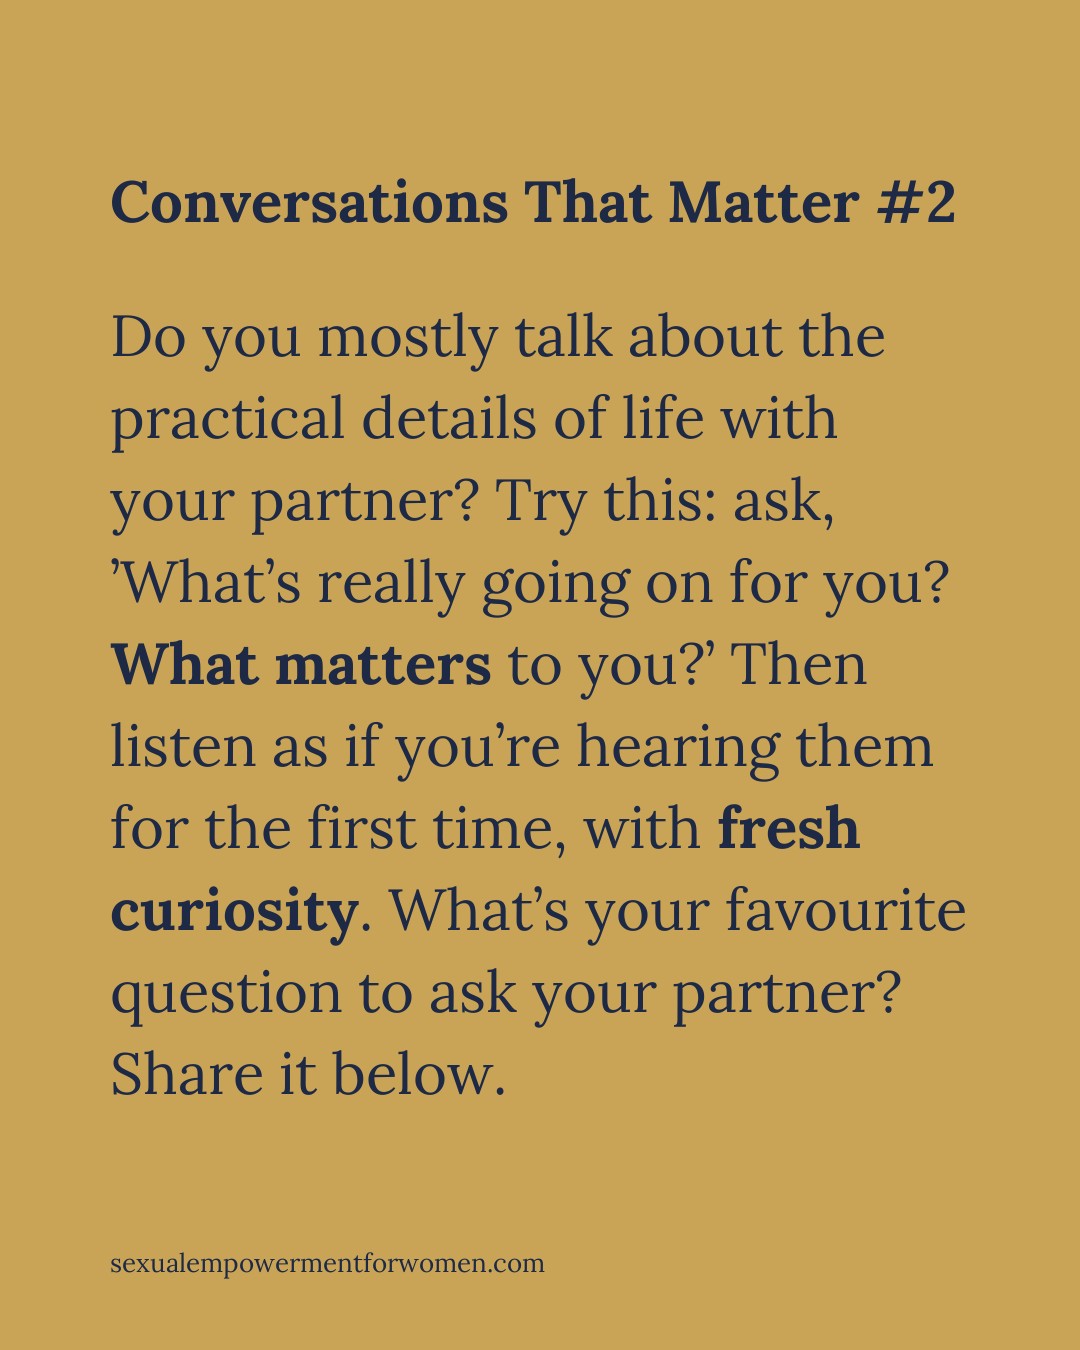 Conversations That Matter #2
Do you mostly talk about the
practical details of life with
your partner? Try this: ask,
’What’s really going on for you?
What matters to you?’ Then
listen as if you’re hearing them
for the first time, with fresh
curiosity. What’s your favourite
question to ask your partner?
Share it below.
sexualempowermentforwomen.com